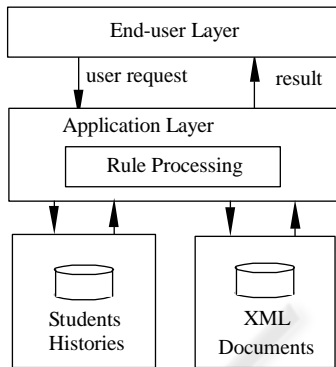 End-user Layer
user request
result
Application Layer
Rule Processing
Students
Histories
XML
Documents